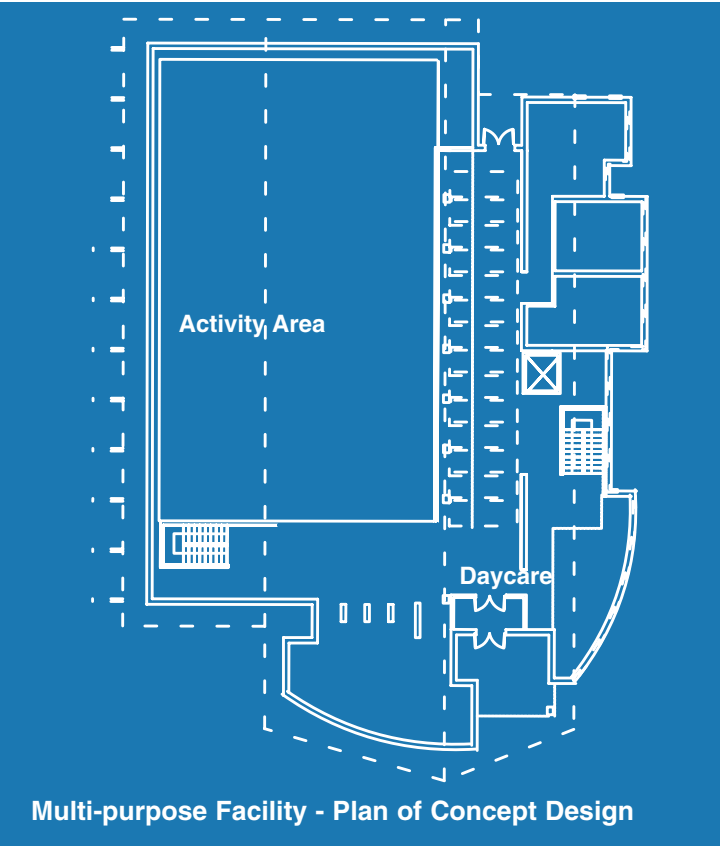 Activity Area
Daycare
Multi-purpose Facility - Plan of Concept Design